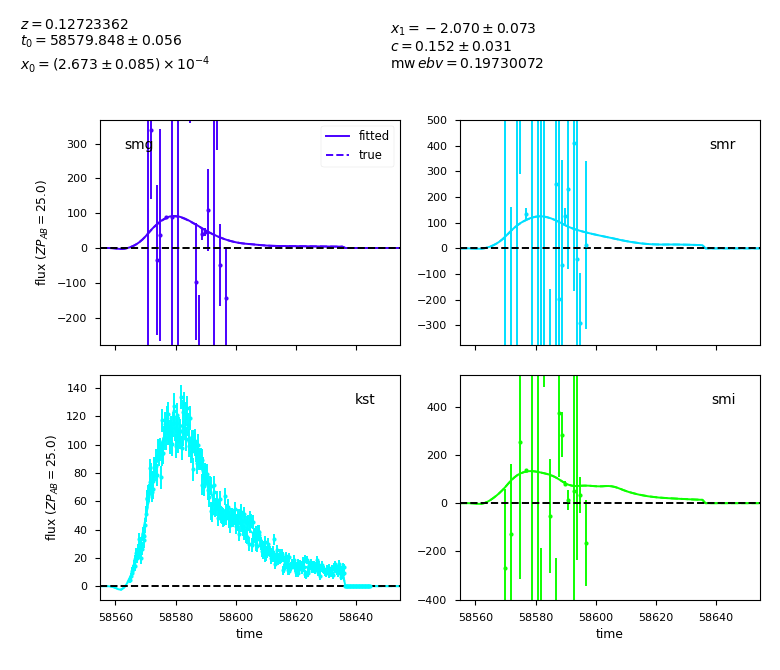 z = 0.12723362
t₀ = 58579.848 ± 0.056
x₀ = (2.673 ± 0.085) × 10⁻⁴
x₁ = −2.070 ± 0.073
c = 0.152 ± 0.031
mw ebv = 0.19730072
smg
fitted
true
300
200
100
0
−100
−200
flux (ZP_AB = 25.0)
smr
500
400
300
200
100
0
−100
−200
−300
kst
140
120
100
80
60
40
20
0
flux (ZP_AB = 25.0)
58560 58580 58600 58620 58640
time
smi
400
200
0
−200
−400
58560 58580 58600 58620 58640
time